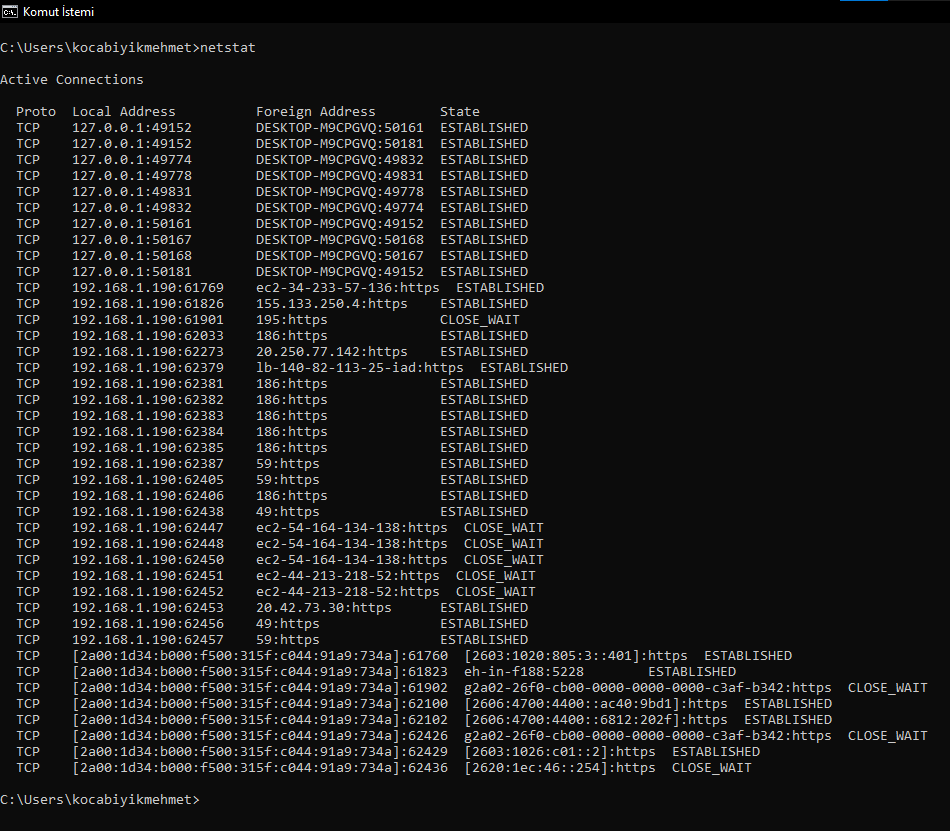 Komut İstemi
C:\Users\kocabiyikmehmet>netstat
Active Connections
Proto  Local Address          Foreign Address        State
TCP    127.0.0.1:49152        DESKTOP-M9CPGVQ:50161  ESTABLISHED
TCP    127.0.0.1:49152        DESKTOP-M9CPGVQ:50181  ESTABLISHED
TCP    127.0.0.1:49774        DESKTOP-M9CPGVQ:49832  ESTABLISHED
TCP    127.0.0.1:49778        DESKTOP-M9CPGVQ:49831  ESTABLISHED
TCP    127.0.0.1:49831        DESKTOP-M9CPGVQ:49778  ESTABLISHED
TCP    127.0.0.1:49832        DESKTOP-M9CPGVQ:49774  ESTABLISHED
TCP    127.0.0.1:50161        DESKTOP-M9CPGVQ:49152  ESTABLISHED
TCP    127.0.0.1:50167        DESKTOP-M9CPGVQ:50168  ESTABLISHED
TCP    127.0.0.1:50168        DESKTOP-M9CPGVQ:50167  ESTABLISHED
TCP    127.0.0.1:50181        DESKTOP-M9CPGVQ:49152  ESTABLISHED
TCP    192.168.1.190:61769    ec2-34-233-57-136:https  ESTABLISHED
TCP    192.168.1.190:61826    155.133.250.4:https    ESTABLISHED
TCP    192.168.1.190:61901    195:https              CLOSE_WAIT
TCP    192.168.1.190:62033    186:https              ESTABLISHED
TCP    192.168.1.190:62273    20.250.77.142:https    ESTABLISHED
TCP    192.168.1.190:62379    lb-140-82-113-25-iad:https  ESTABLISHED
TCP    192.168.1.190:62381    186:https              ESTABLISHED
TCP    192.168.1.190:62382    186:https              ESTABLISHED
TCP    192.168.1.190:62383    186:https              ESTABLISHED
TCP    192.168.1.190:62384    186:https              ESTABLISHED
TCP    192.168.1.190:62385    186:https              ESTABLISHED
TCP    192.168.1.190:62387    59:https               ESTABLISHED
TCP    192.168.1.190:62405    59:https               ESTABLISHED
TCP    192.168.1.190:62406    186:https              ESTABLISHED
TCP    192.168.1.190:62438    49:https               ESTABLISHED
TCP    192.168.1.190:62447    ec2-54-164-134-138:https  CLOSE_WAIT
TCP    192.168.1.190:62448    ec2-54-164-134-138:https  CLOSE_WAIT
TCP    192.168.1.190:62450    ec2-54-164-134-138:https  CLOSE_WAIT
TCP    192.168.1.190:62451    ec2-44-213-218-52:https  CLOSE_WAIT
TCP    192.168.1.190:62452    ec2-44-213-218-52:https  CLOSE_WAIT
TCP    192.168.1.190:62453    20.42.73.30:https      ESTABLISHED
TCP    192.168.1.190:62456    49:https               ESTABLISHED
TCP    192.168.1.190:62457    59:https               ESTABLISHED
TCP    [2a00:1d34:b000:f500:315f:c044:91a9:734a]:61760  [2603:1020:805:3::401]:https  ESTABLISHED
TCP    [2a00:1d34:b000:f500:315f:c044:91a9:734a]:61823  eh-in-f188:5228        ESTABLISHED
TCP    [2a00:1d34:b000:f500:315f:c044:91a9:734a]:61902  g2a02-26f0-cb00-0000-0000-0000-c3af-b342:https  CLOSE_WAIT
TCP    [2a00:1d34:b000:f500:315f:c044:91a9:734a]:62100  [2606:4700:4400::ac40:9bd1]:https  ESTABLISHED
TCP    [2a00:1d34:b000:f500:315f:c044:91a9:734a]:62102  [2606:4700:4400::6812:202f]:https  ESTABLISHED
TCP    [2a00:1d34:b000:f500:315f:c044:91a9:734a]:62426  g2a02-26f0-cb00-0000-0000-0000-c3af-b342:https  CLOSE_WAIT
TCP    [2a00:1d34:b000:f500:315f:c044:91a9:734a]:62429  [2603:1026:c01::2]:https  ESTABLISHED
TCP    [2a00:1d34:b000:f500:315f:c044:91a9:734a]:62436  [2620:1ec:46::254]:https  CLOSE_WAIT
C:\Users\kocabiyikmehmet>